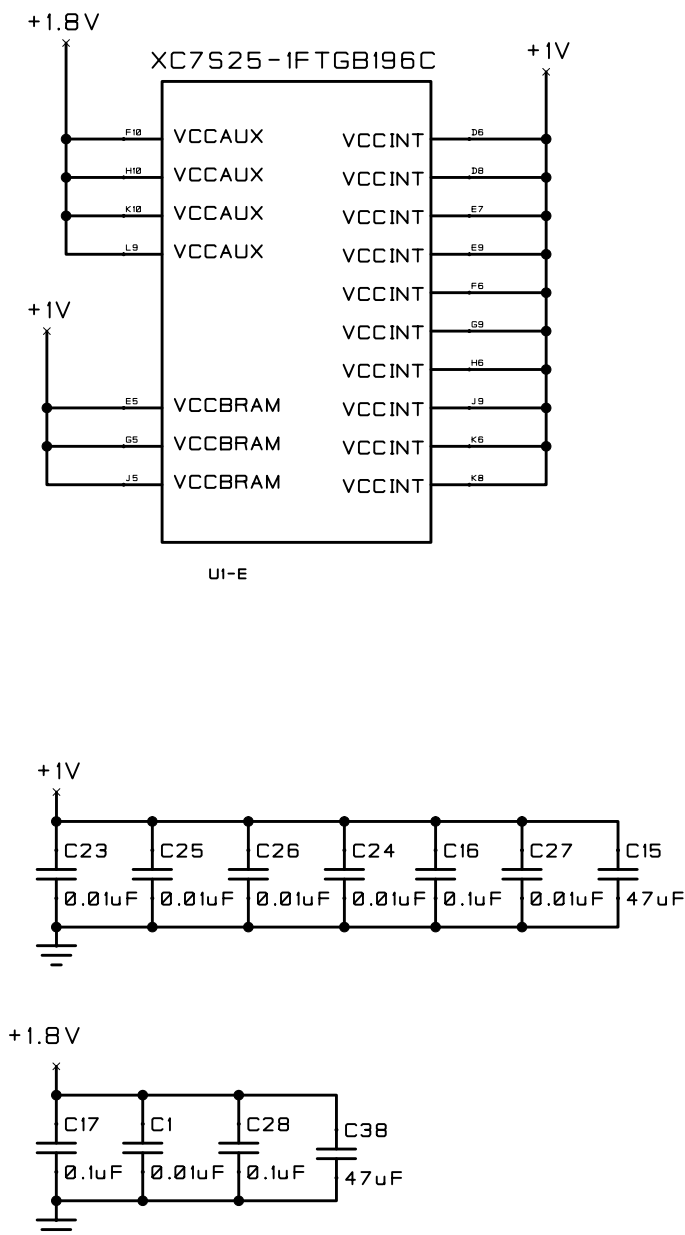 +1.8V
XC7S25-1FTGB196C
+1V
F10 VCCAUX VCCINT D6
H10 VCCAUX VCCINT D8
K10 VCCAUX VCCINT E7
L9 VCCAUX VCCINT E9
VCCINT F6
+1V
VCCINT G9
VCCINT H6
E5 VCCBRAM VCCINT J9
G5 VCCBRAM VCCINT K6
J5 VCCBRAM VCCINT K8
U1-E
+1V
C23 C25 C26 C24 C16 C27 C15
0.01uF 0.01uF 0.01uF 0.01uF 0.1uF 0.01uF 47uF
+1.8V
C17 C1 C28 C38
0.1uF 0.01uF 0.1uF 47uF